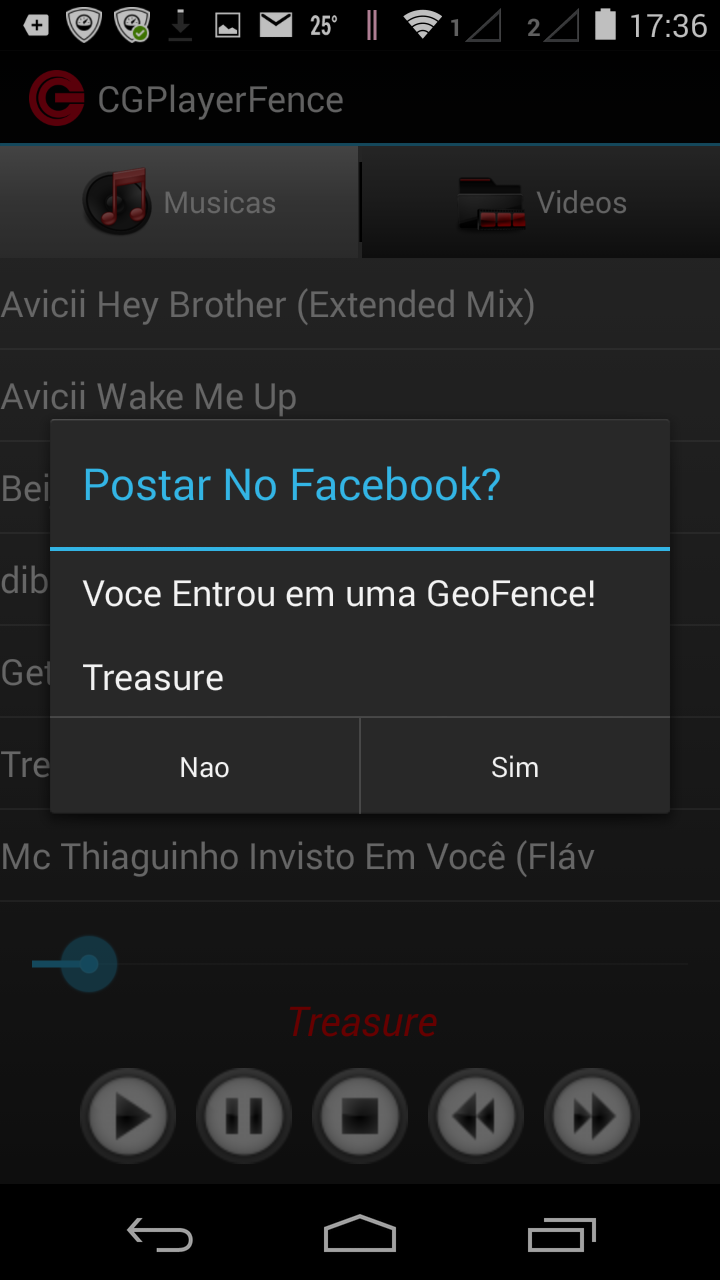 25° 1 2 17:36
CGPlayerFence
Musicas Videos
Avicii Hey Brother (Extended Mix)
Avicii Wake Me Up
Bei
dib
Get
Tre
Postar No Facebook?
Voce Entrou em uma GeoFence!
Treasure
Nao Sim
Mc Thiaguinho Invisto Em Você (Fláv
Treasure